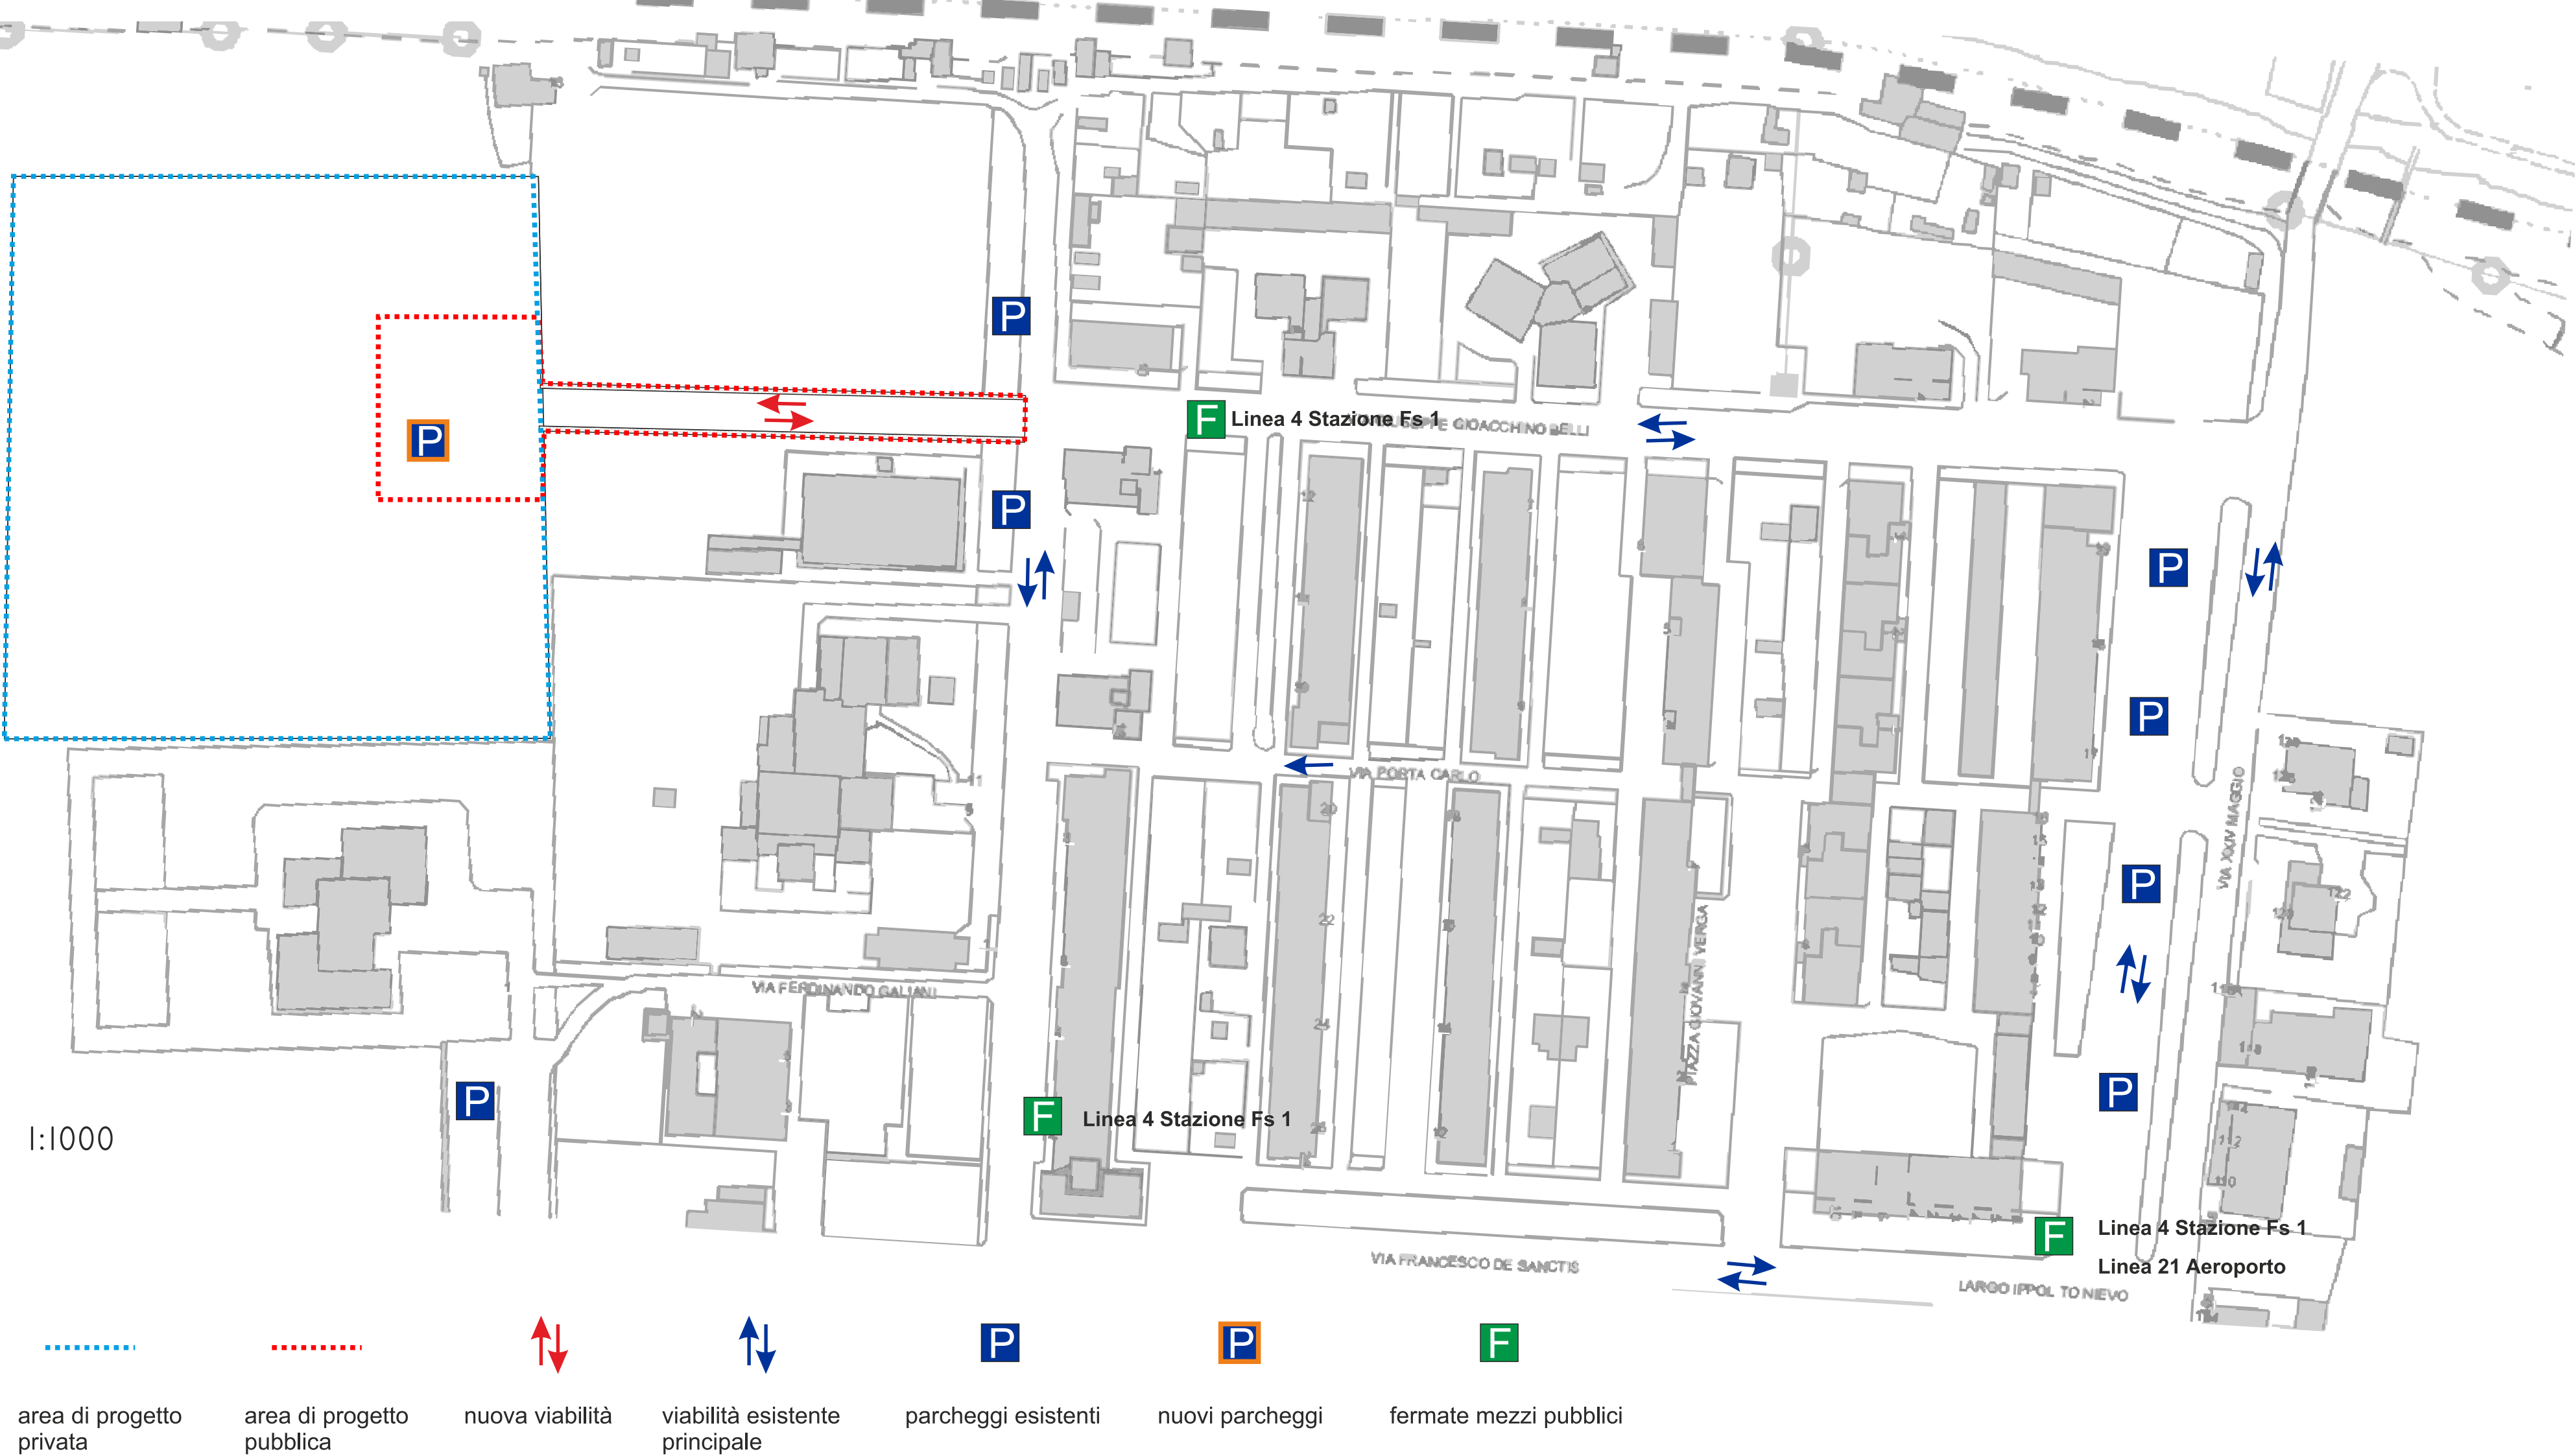 P
P
P
F Linea 4 Stazione Fs 1
GIUSEPPE GIOACCHINO BELLI
P
P
P
VIA PORTA CARLO
VIA XXIV MAGGIO
P
PIAZZA GIOVANNI VERGA
VIA FERDINANDO GALIANI
P
P
F Linea 4 Stazione Fs 1
1:1000
F Linea 4 Stazione Fs 1
Linea 21 Aeroporto
VIA FRANCESCO DE SANCTIS
LARGO IPPOL TO NIEVO
P
P
F
area di progetto
privata
area di progetto
pubblica
nuova viabilità
viabilità esistente
principale
parcheggi esistenti
nuovi parcheggi
fermate mezzi pubblici